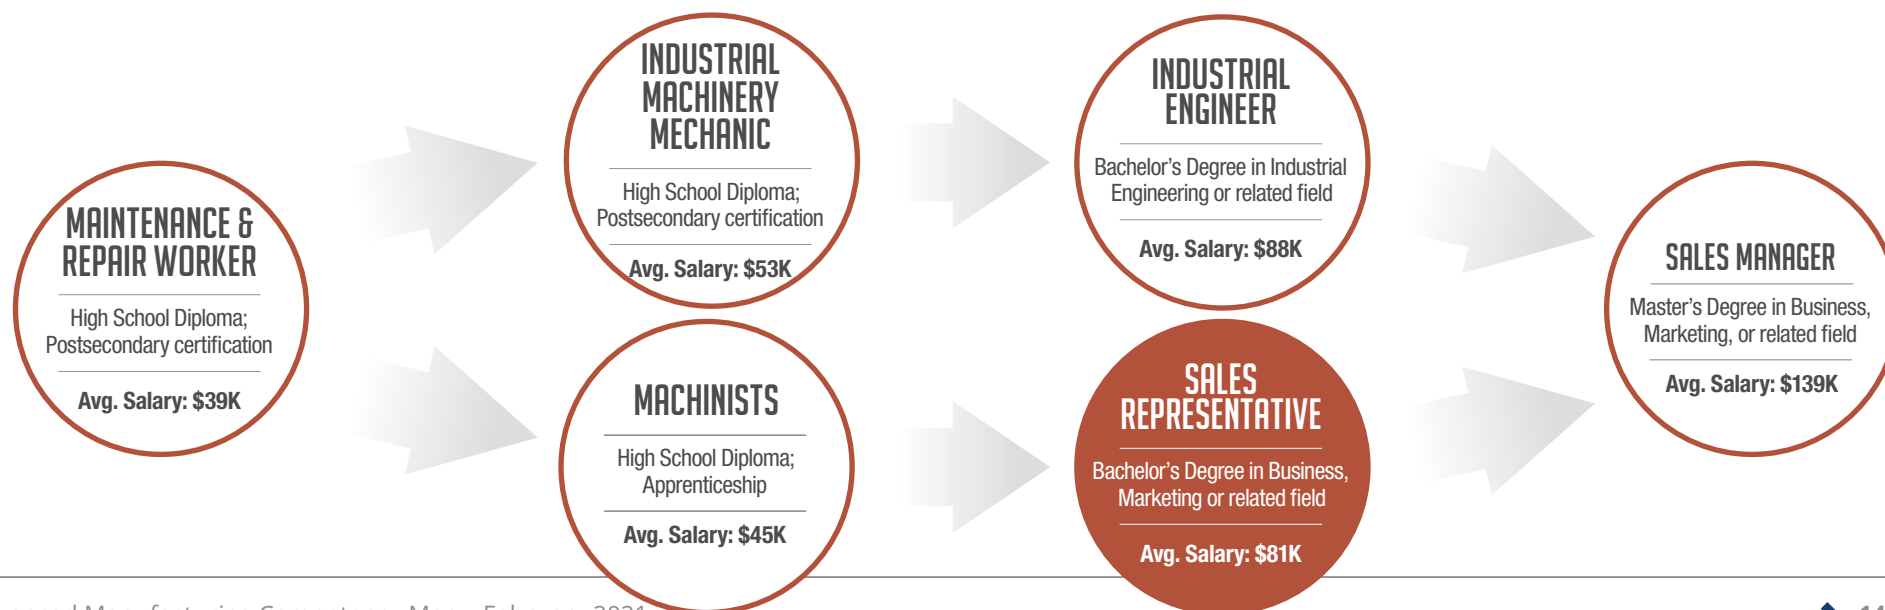 MAINTENANCE &
REPAIR WORKER
High School Diploma;
Postsecondary certification
Avg. Salary: $39K
INDUSTRIAL
MACHINERY
MECHANIC
High School Diploma;
Postsecondary certification
Avg. Salary: $53K
MACHINISTS
High School Diploma;
Apprenticeship
Avg. Salary: $45K
INDUSTRIAL
ENGINEER
Bachelor's Degree in Industrial
Engineering or related field
Avg. Salary: $88K
SALES
REPRESENTATIVE
Bachelor's Degree in Business,
Marketing or related field
Avg. Salary: $81K
SALES MANAGER
Master's Degree in Business,
Marketing, or related field
Avg. Salary: $139K
2021